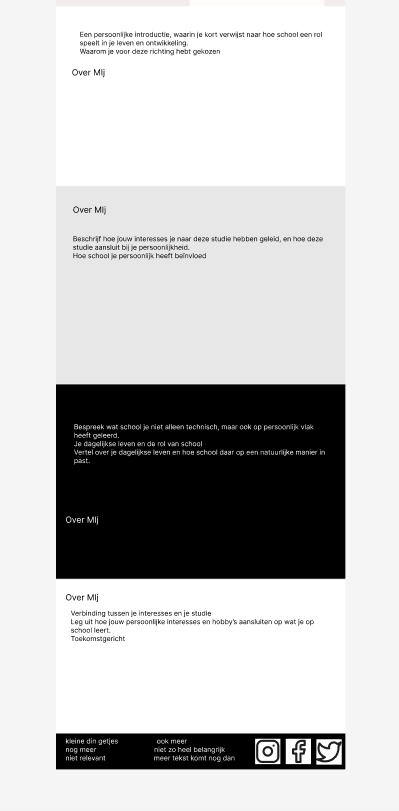 Een persoonlijke introductie, waarin je kort verwijst naar hoe school een rol
speelt in je leven en ontwikkeling.
Waarom je voor deze richting hebt gekozen
Over MIj
Over MIj
Beschrijf hoe jouw interesses je naar deze studie hebben geleid, en hoe deze
studie aansluit bij je persoonlijkheid.
Hoe school je persoonlijk heeft beïnvloed
Bespreek wat school je niet alleen technisch, maar ook op persoonlijk vlak
heeft geleerd.
Je dagelijkse leven en de rol van school
Vertel over je dagelijkse leven en hoe school daar op een natuurlijke manier in
past.
Over MIj
Over MIj
Verbinding tussen je interesses en je studie
Leg uit hoe jouw persoonlijke interesses en hobby's aansluiten op wat je op
school leert.
Toekomstgericht
kleine din getjes
nog meer
niet relevant
ook meer
niet zo heel belangrijk
meer tekst komt nog dan